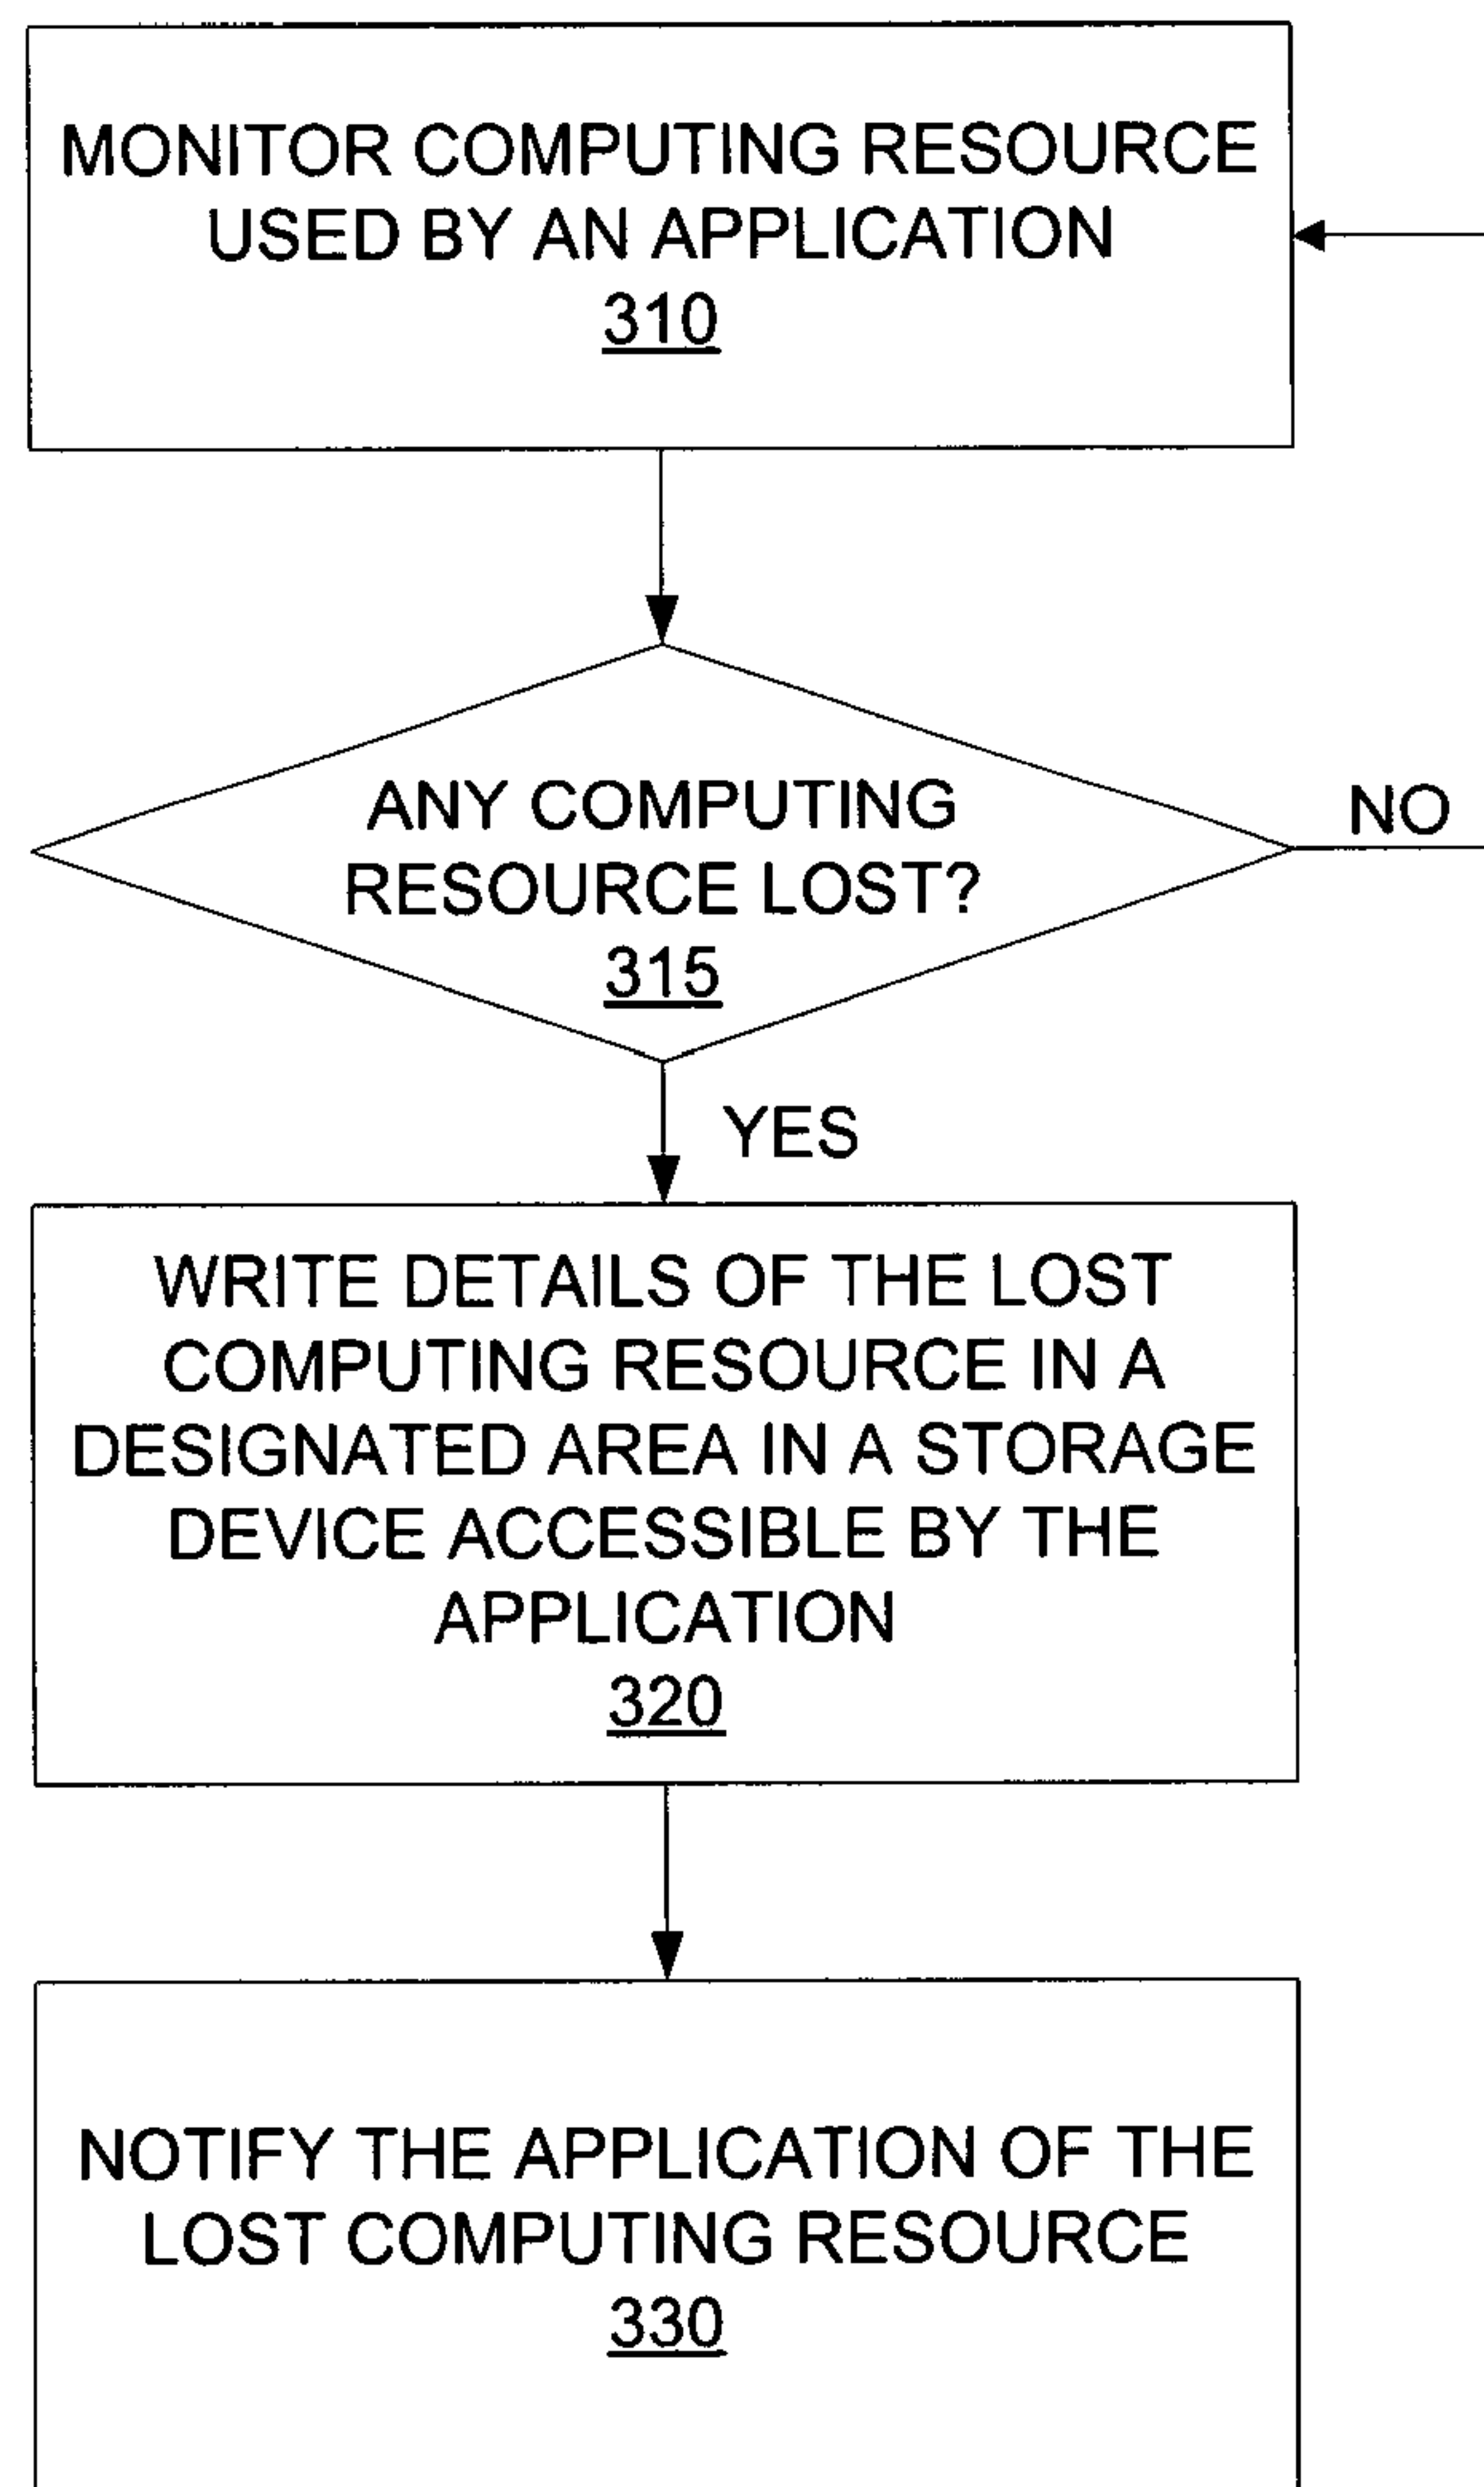 MONITOR COMPUTING RESOURCE
USED BY AN APPLICATION
310
ANY COMPUTING
RESOURCE LOST?
315
NO
YES
WRITE DETAILS OF THE LOST
COMPUTING RESOURCE IN A
DESIGNATED AREA IN A STORAGE
DEVICE ACCESSIBLE BY THE
APPLICATION
320
NOTIFY THE APPLICATION OF THE
LOST COMPUTING RESOURCE
330